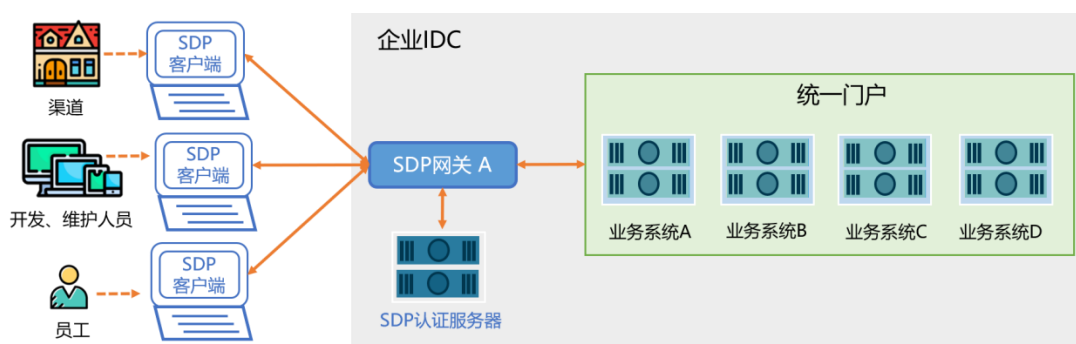 企业IDC
SDP
客户端
渠道
SDP
客户端
开发、维护人员
SDP
客户端
员工
SDP网关 A
SDP认证服务器
统一门户
业务系统A
业务系统B
业务系统C
业务系统D